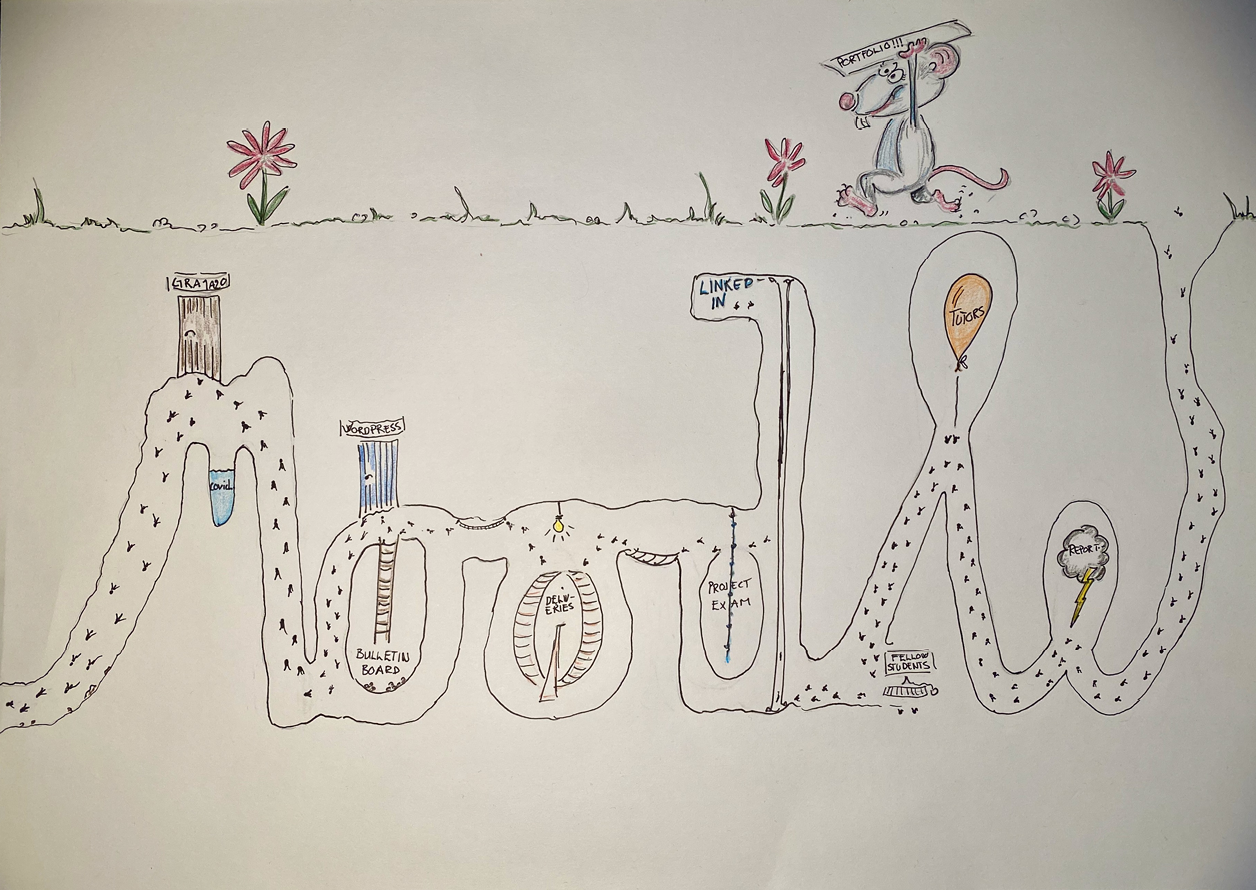 PORTFOLIO!!!
GRA1A20
LINKED-
IN
TUTORS
WORDPRESS
Covid
REPORT
DELIV-
ERIES
PROJECT
EXAM
BULLETIN
BOARD
FELLOW
STUDENTS